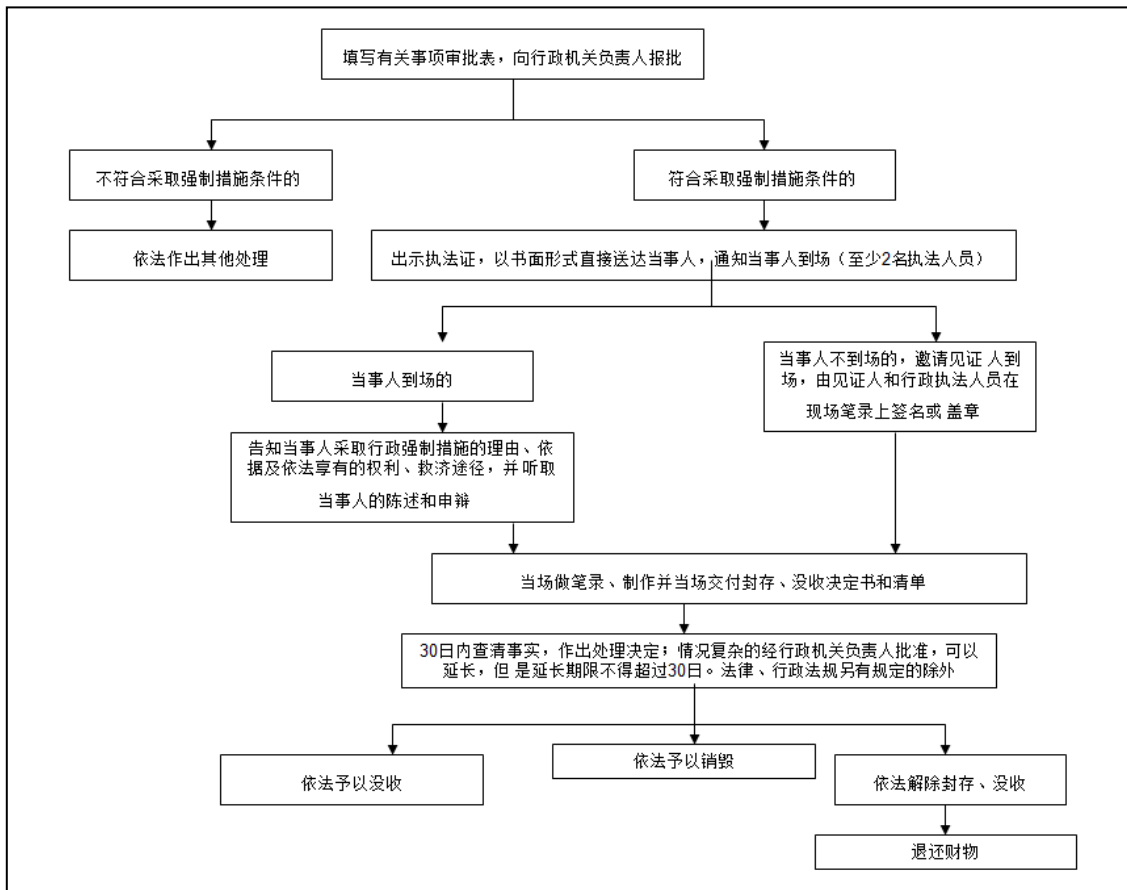 填写有关事项审批表，向行政机关负责人报批
不符合采取强制措施条件的
符合采取强制措施条件的
依法作出其他处理
出示执法证，以书面形式直接送达当事人，通知当事人到场（至少2名执法人员）
当事人到场的
当事人不到场的，邀请见证 人到
场，由见证人和行政执法人员在
现场笔录上签名或 盖章
告知当事人采取行政强制措施的理由、依
据及依法享有的权利、救济途径，并 听取
当事人的陈述和申辩
当场做笔录、制作并当场交付封存、没收决定书和清单
30日内查清事实，作出处理决定；情况复杂的经行政机关负责人批准，可以
延长，但 是延长期限不得超过30日。法律、行政法规另有规定的除外
依法予以没收
依法予以销毁
依法解除封存、没收
退还财物